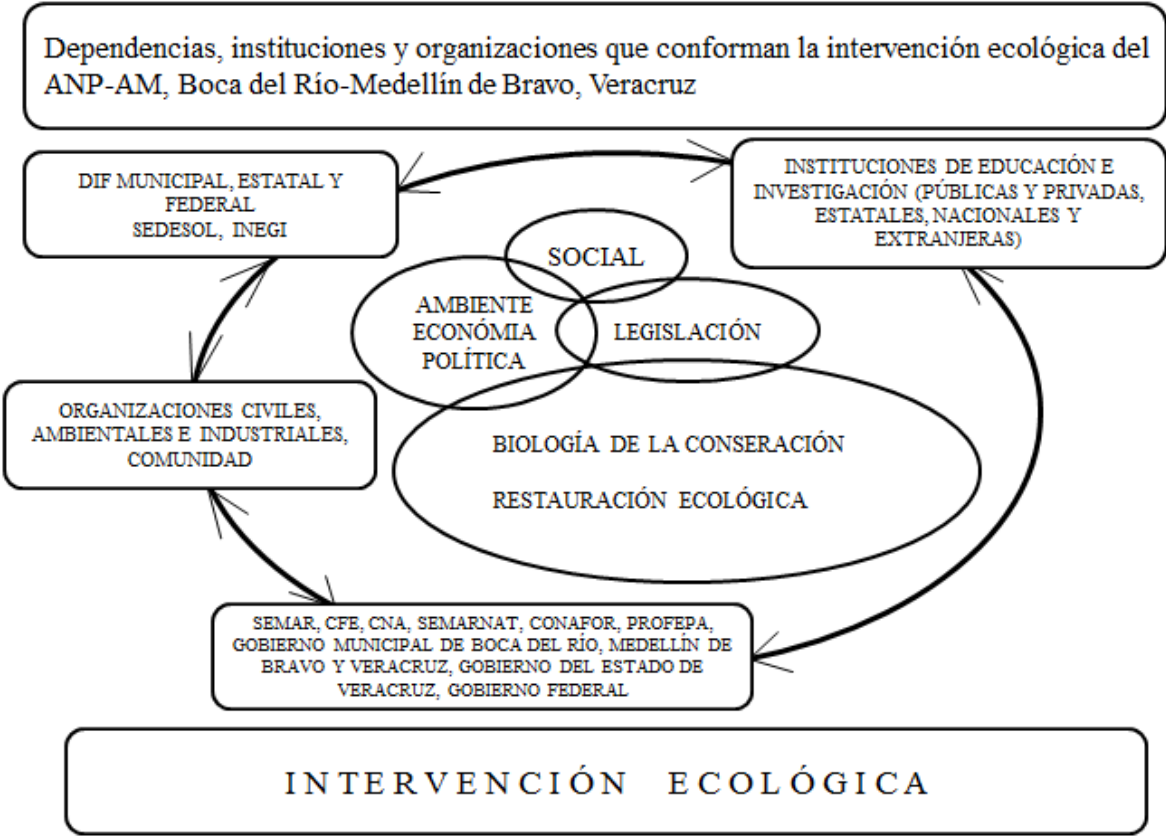 Dependencias, instituciones y organizaciones que conforman la intervención ecológica del
ANP-AM, Boca del Río-Medellín de Bravo, Veracruz
DIF MUNICIPAL, ESTATAL Y
FEDERAL
SEDESOL, INEGI
INSTITUCIONES DE EDUCACIÓN E
INVESTIGACIÓN (PÚBLICAS Y PRIVADAS,
ESTATALES, NACIONALES Y
EXTRANJERAS)
SOCIAL
AMBIENTE
ECONÓMIA
POLÍTICA
LEGISLACIÓN
ORGANIZACIONES CIVILES,
AMBIENTALES E INDUSTRIALES,
COMUNIDAD
BIOLOGÍA DE LA CONSERACIÓN
RESTAURACIÓN ECOLÓGICA
SEMAR, CFE, CNA, SEMARNAT, CONAFOR, PROFEPA,
GOBIERNO MUNICIPAL DE BOCA DEL RÍO, MEDELLÍN DE
BRAVO Y VERACRUZ, GOBIERNO DEL ESTADO DE
VERACRUZ, GOBIERNO FEDERAL
INTERVENCIÓN ECOLÓGICA